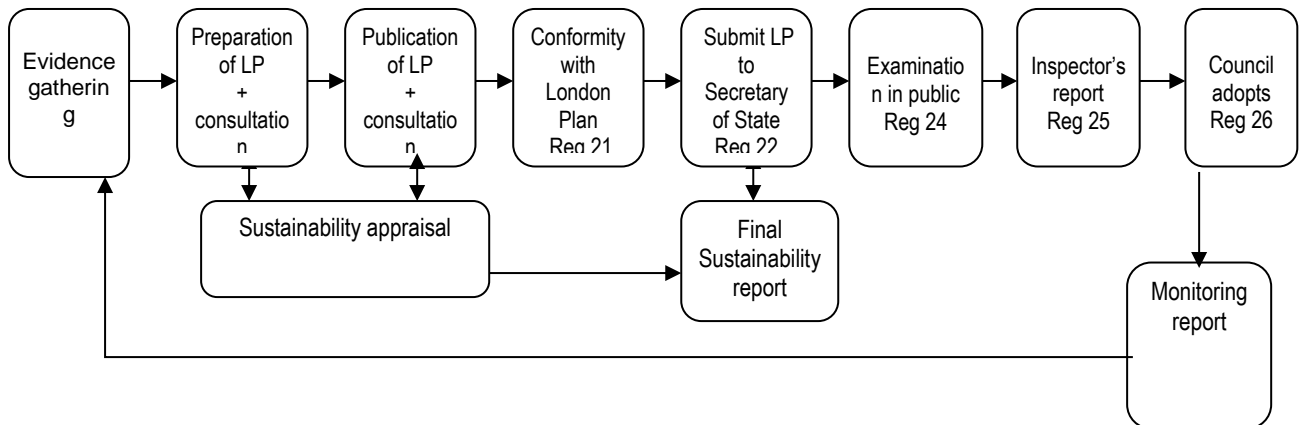 Evidence
gatherin
g
Preparation
of LP
+
consultatio
n
Publication
of LP
+
consultatio
n
Conformity
with
London
Plan
Reg 21
Submit LP
to
Secretary
of State
Reg 22
Examinatio
n in public
Reg 24
Inspector's
report
Reg 25
Council
adopts
Reg 26
Sustainability appraisal
Final
Sustainability
report
Monitoring
report